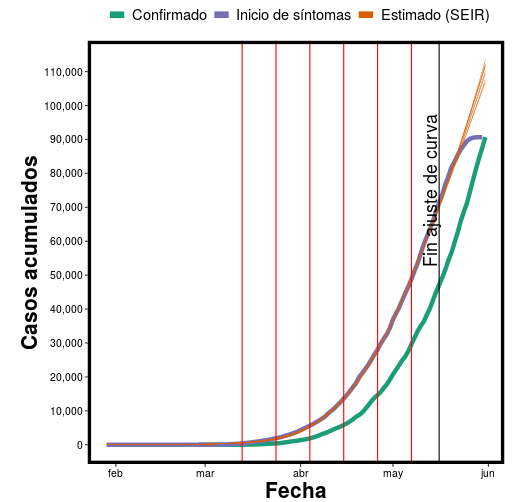 Confirmado Inicio de síntomas Estimado (SEIR)
Casos acumulados
110,000
100,000
90,000
80,000
70,000
60,000
50,000
40,000
30,000
20,000
10,000
0
Fin ajuste de curva
feb mar abr may jun
Fecha